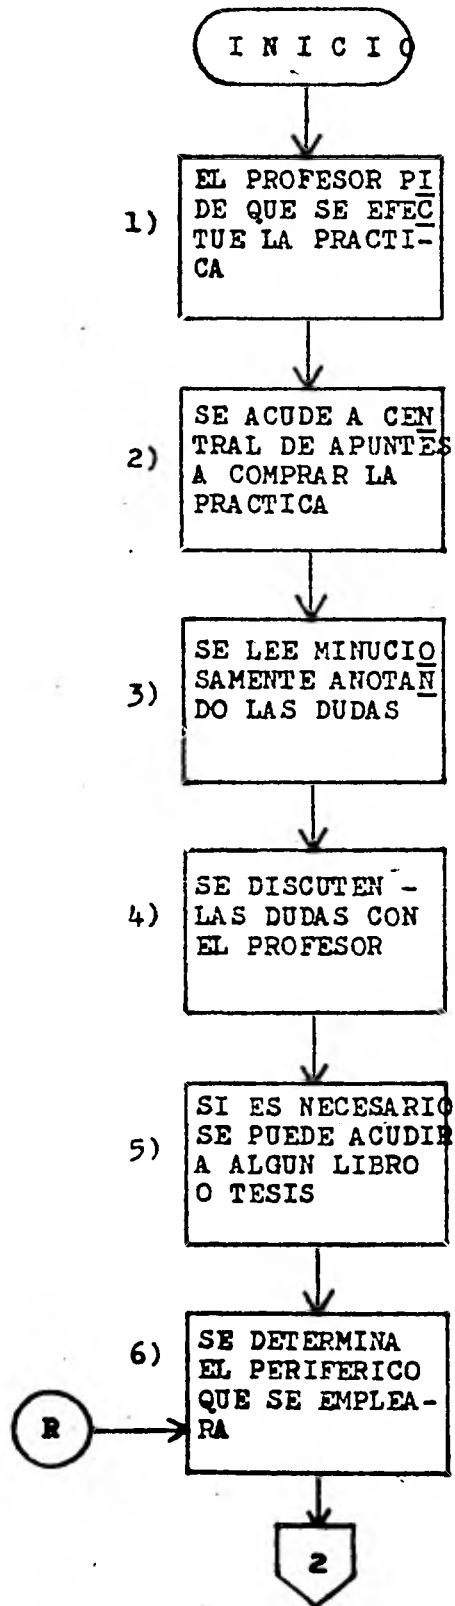 I N I C I O
1)
EL PROFESOR PI
DE QUE SE EFEC
TUE LA PRACTI-
CA
2)
SE ACUDE A CEN
TRAL DE APUNTES
A COMPRAR LA
PRACTICA
3)
SE LEE MINUCIO
SAMENTE ANOTAN
DO LAS DUDAS
4)
SE DISCUTEN -
LAS DUDAS CON
EL PROFESOR
5)
SI ES NECESARIO
SE PUEDE ACUDIR
A ALGUN LIBRO
O TESIS
6)
SE DETERMINA
EL PERIFERICO
QUE SE EMPLEA-
RA
R
2